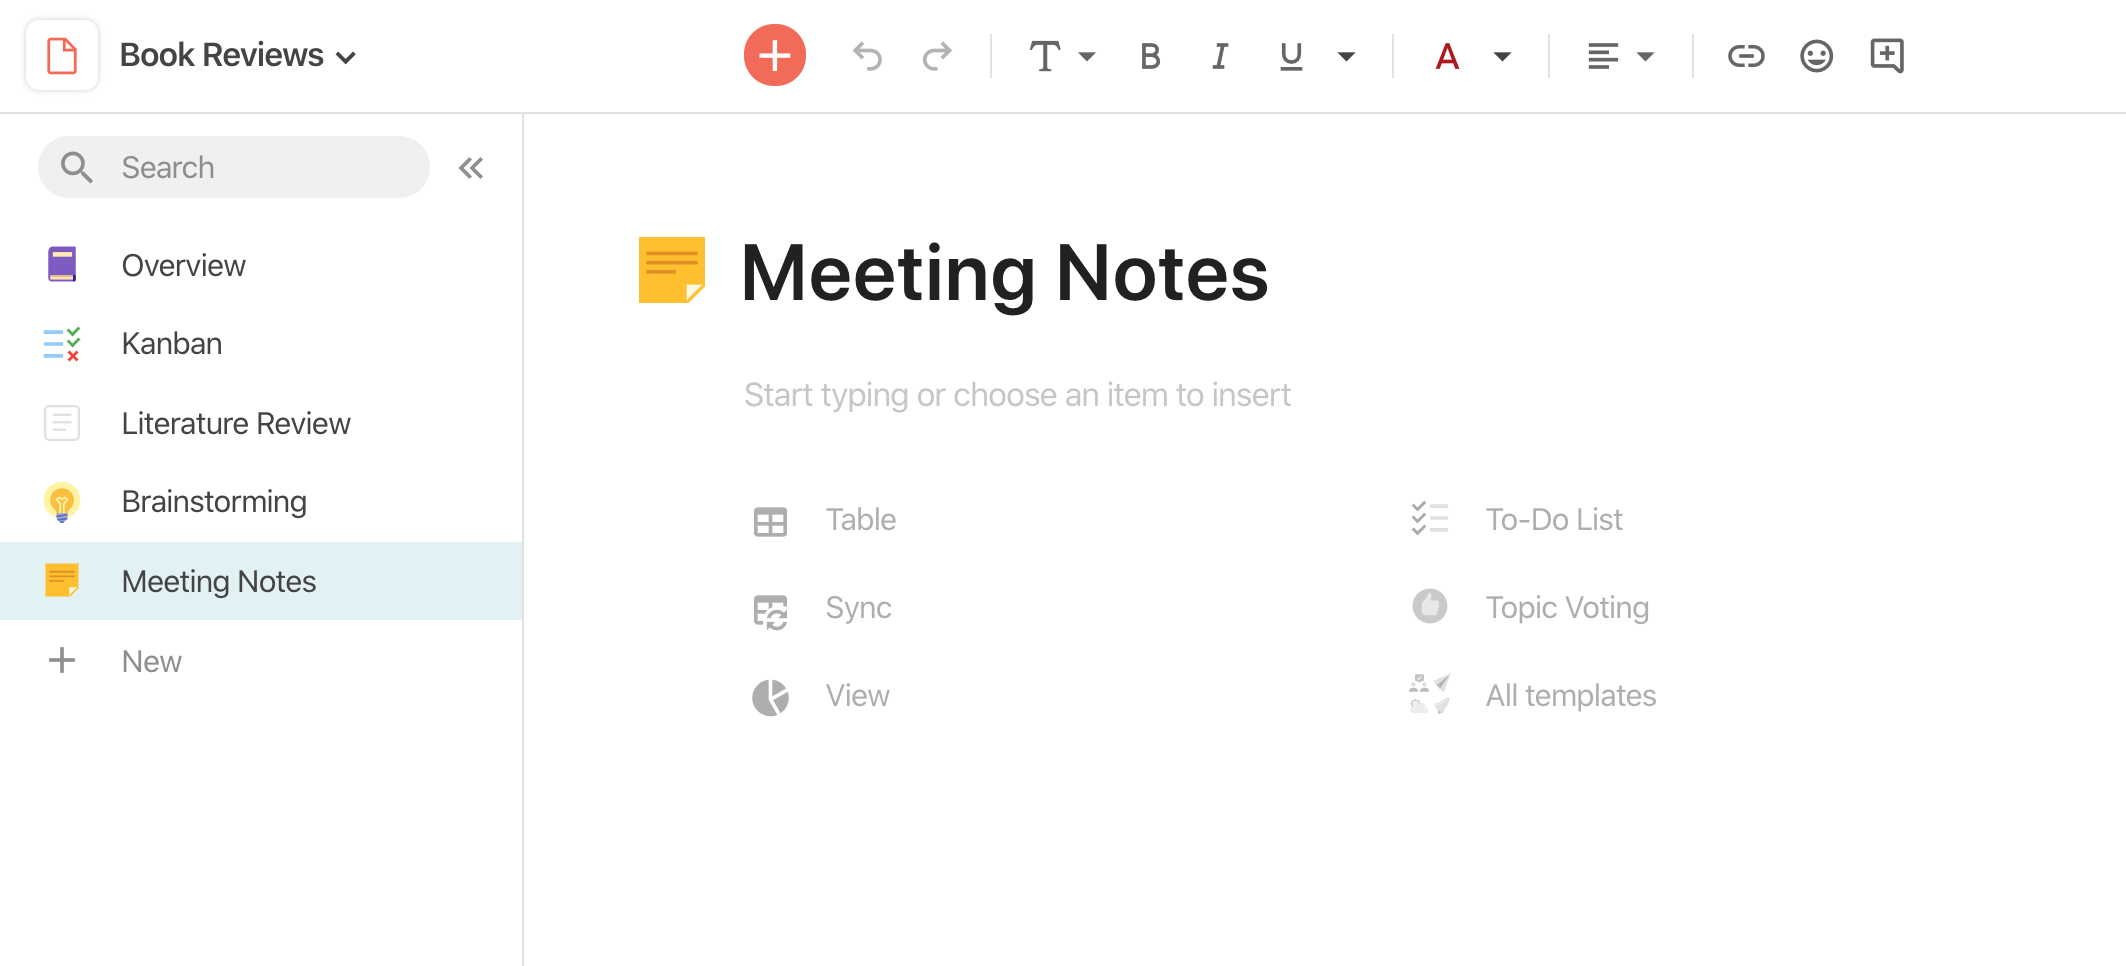 Book Reviews
T B I U A
Search
Overview
Kanban
Literature Review
Brainstorming
Meeting Notes
New
Meeting Notes
Start typing or choose an item to insert
Table
To-Do List
Sync
Topic Voting
View
All templates